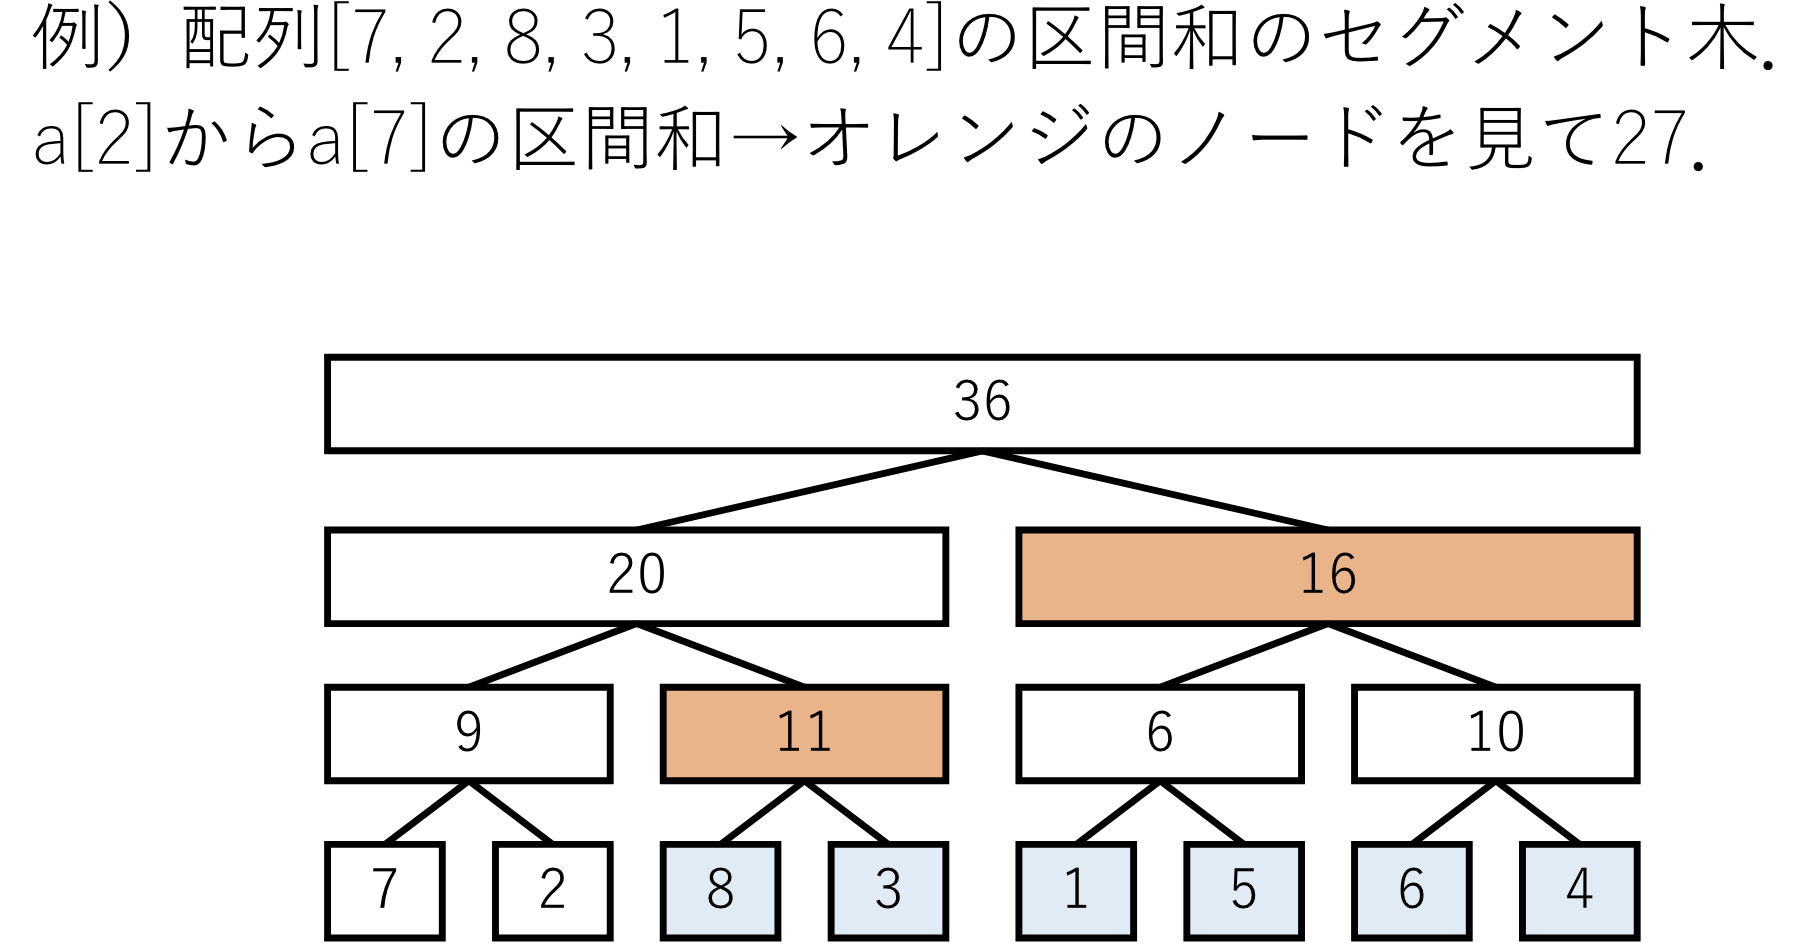 例）配列[7, 2, 8, 3, 1, 5, 6, 4]の区間和のセグメント木.
a[2]からa[7]の区間和→オレンジのノードを見て27.
36
20 16
9 11 6 10
7 2 8 3 1 5 6 4